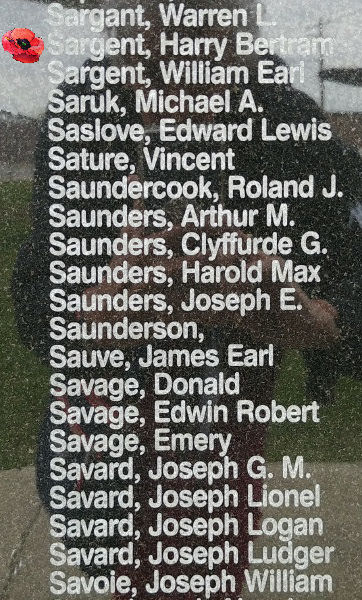 Sargant, Warren L.
Sargent, Harry Bertram
Sargent, William Earl
Saruk, Michael A.
Saslove, Edward Lewis
Sature, Vincent
Saundercook, Roland J.
Saunders, Arthur M.
Saunders, Clyffurde G.
Saunders, Harold Max
Saunders, Joseph E.
Saunderson,
Sauve, James Earl
Savage, Donald
Savage, Edwin Robert
Savage, Emery
Savard, Joseph G. M.
Savard, Joseph Lionel
Savard, Joseph Logan
Savard, Joseph Ludger
Savoie, Joseph William